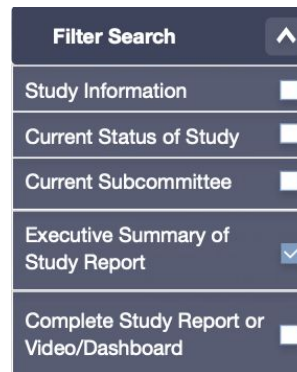 Filter Search
Study Information
Current Status of Study
Current Subcommittee
Executive Summary of
Study Report
Complete Study Report or
Video/Dashboard